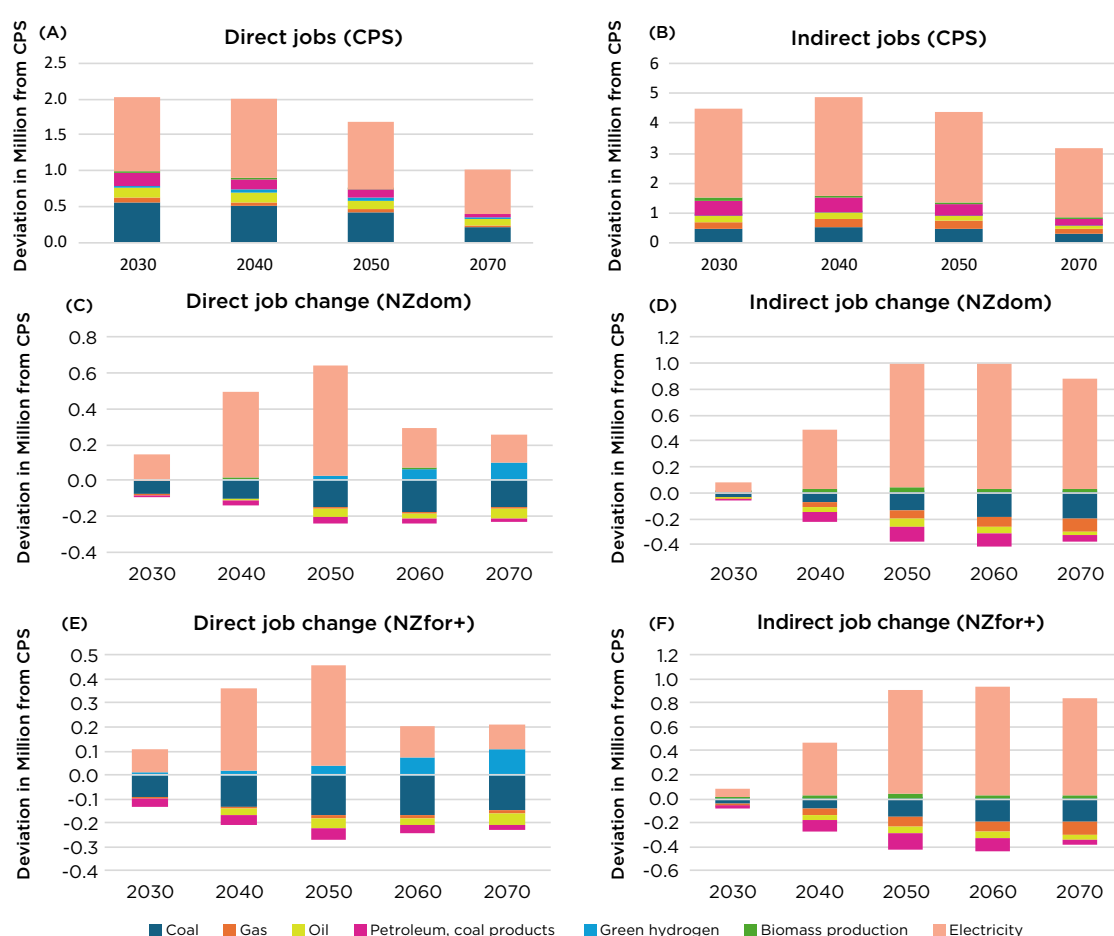 (A)
Direct jobs (CPS)
Deviation in Million from CPS
2.5
2.0
1.5
1.0
0.5
0.0
2030 2040 2050 2070
(B)
Indirect jobs (CPS)
Deviation in Million from CPS
6
5
4
3
2
1
0
2030 2040 2050 2070
(C)
Direct job change (NZdom)
Deviation in Million from CPS
0.8
0.6
0.4
0.2
0.0
-0.2
-0.4
2030 2040 2050 2060 2070
(D)
Indirect job change (NZdom)
Deviation in Million from CPS
1.2
1.0
0.8
0.6
0.4
0.2
0.0
-0.2
-0.4
2030 2040 2050 2060 2070
(E)
Direct job change (NZfor+)
Deviation in Million from CPS
0.5
0.4
0.3
0.2
0.1
0.0
-0.1
-0.2
-0.3
-0.4
2030 2040 2050 2060 2070
(F)
Indirect job change (NZfor+)
Deviation in Million from CPS
1.2
1.0
0.8
0.6
0.4
0.2
0.0
-0.2
-0.4
-0.6
2030 2040 2050 2060 2070
Coal Gas Oil Petroleum, coal products Green hydrogen Biomass production Electricity